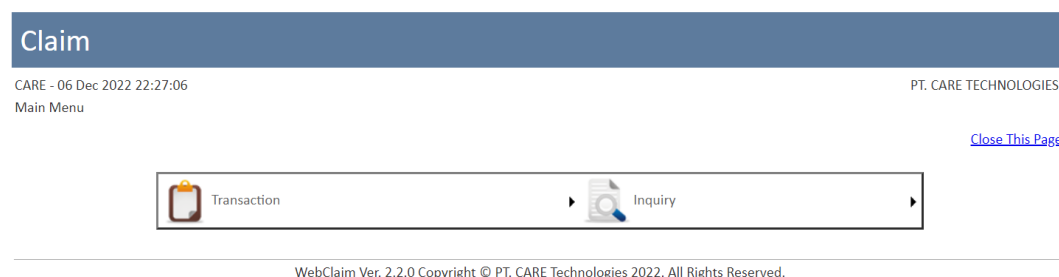 Claim
CARE - 06 Dec 2022 22:27:06 PT. CARE TECHNOLOGIES
Main Menu
Close This Page
Transaction Inquiry
WebClaim Ver. 2.2.0 Copyright © PT. CARE Technologies 2022. All Rights Reserved.